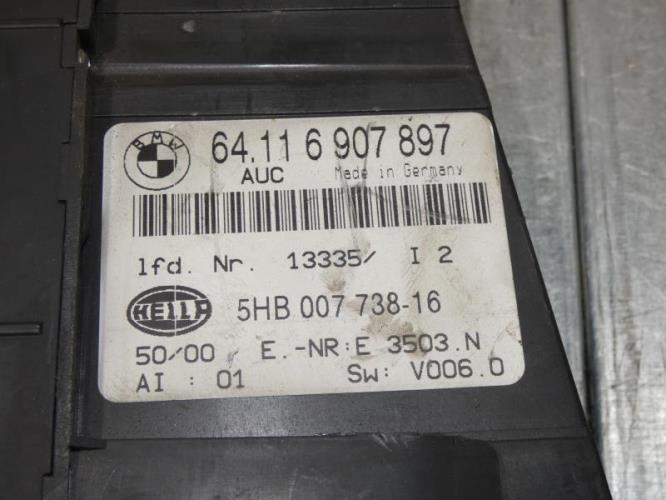 BMW
64.11 6 907 897
AUC Made in Germany
lfd. Nr. 13335/ I 2
HELLA
5HB 007 738-16
50/00 E.-NR:E 3503.N
AI : 01 Sw: V006.0